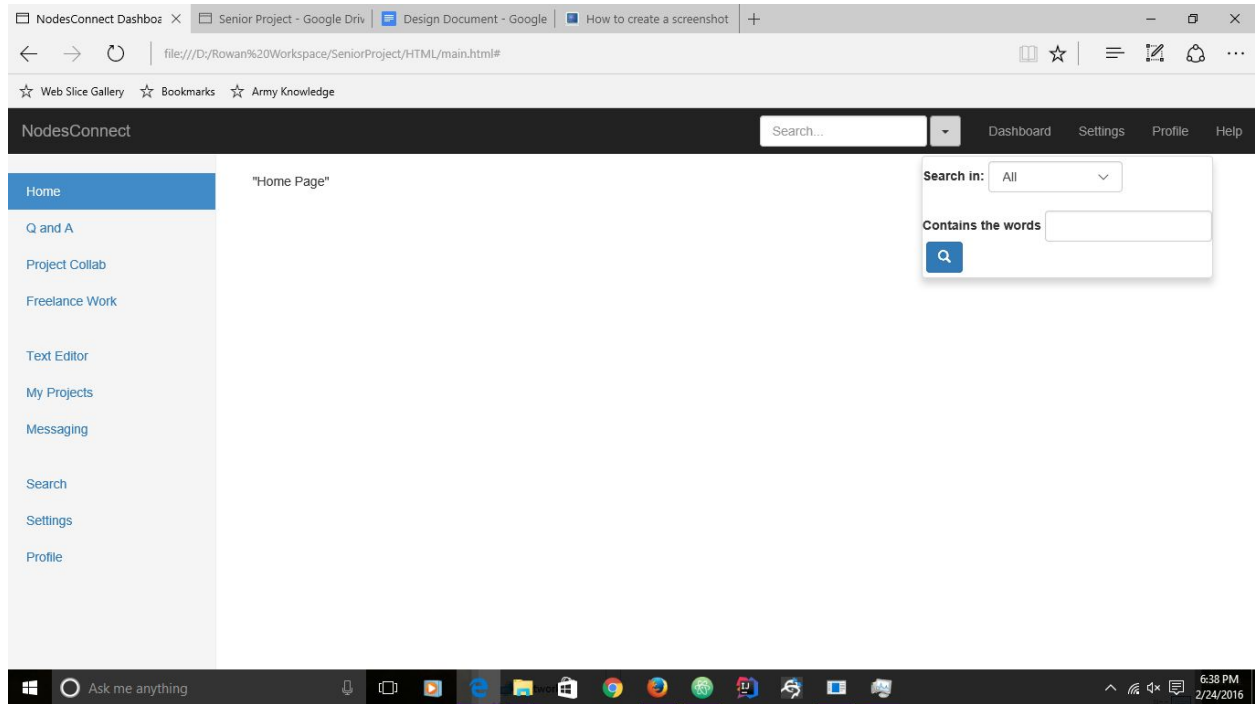 NodesConnect Dashboa
Senior Project - Google Driv
Design Document - Google
How to create a screenshot
file:///D:/Rowan%20Workspace/SeniorProject/HTML/main.html#
Web Slice Gallery
Bookmarks
Army Knowledge
NodesConnect
Search...
Dashboard
Settings
Profile
Help
Home
Q and A
Project Collab
Freelance Work
Text Editor
My Projects
Messaging
Search
Settings
Profile
"Home Page"
Search in: All
Contains the words
Ask me anything
6:38 PM
2/24/2016